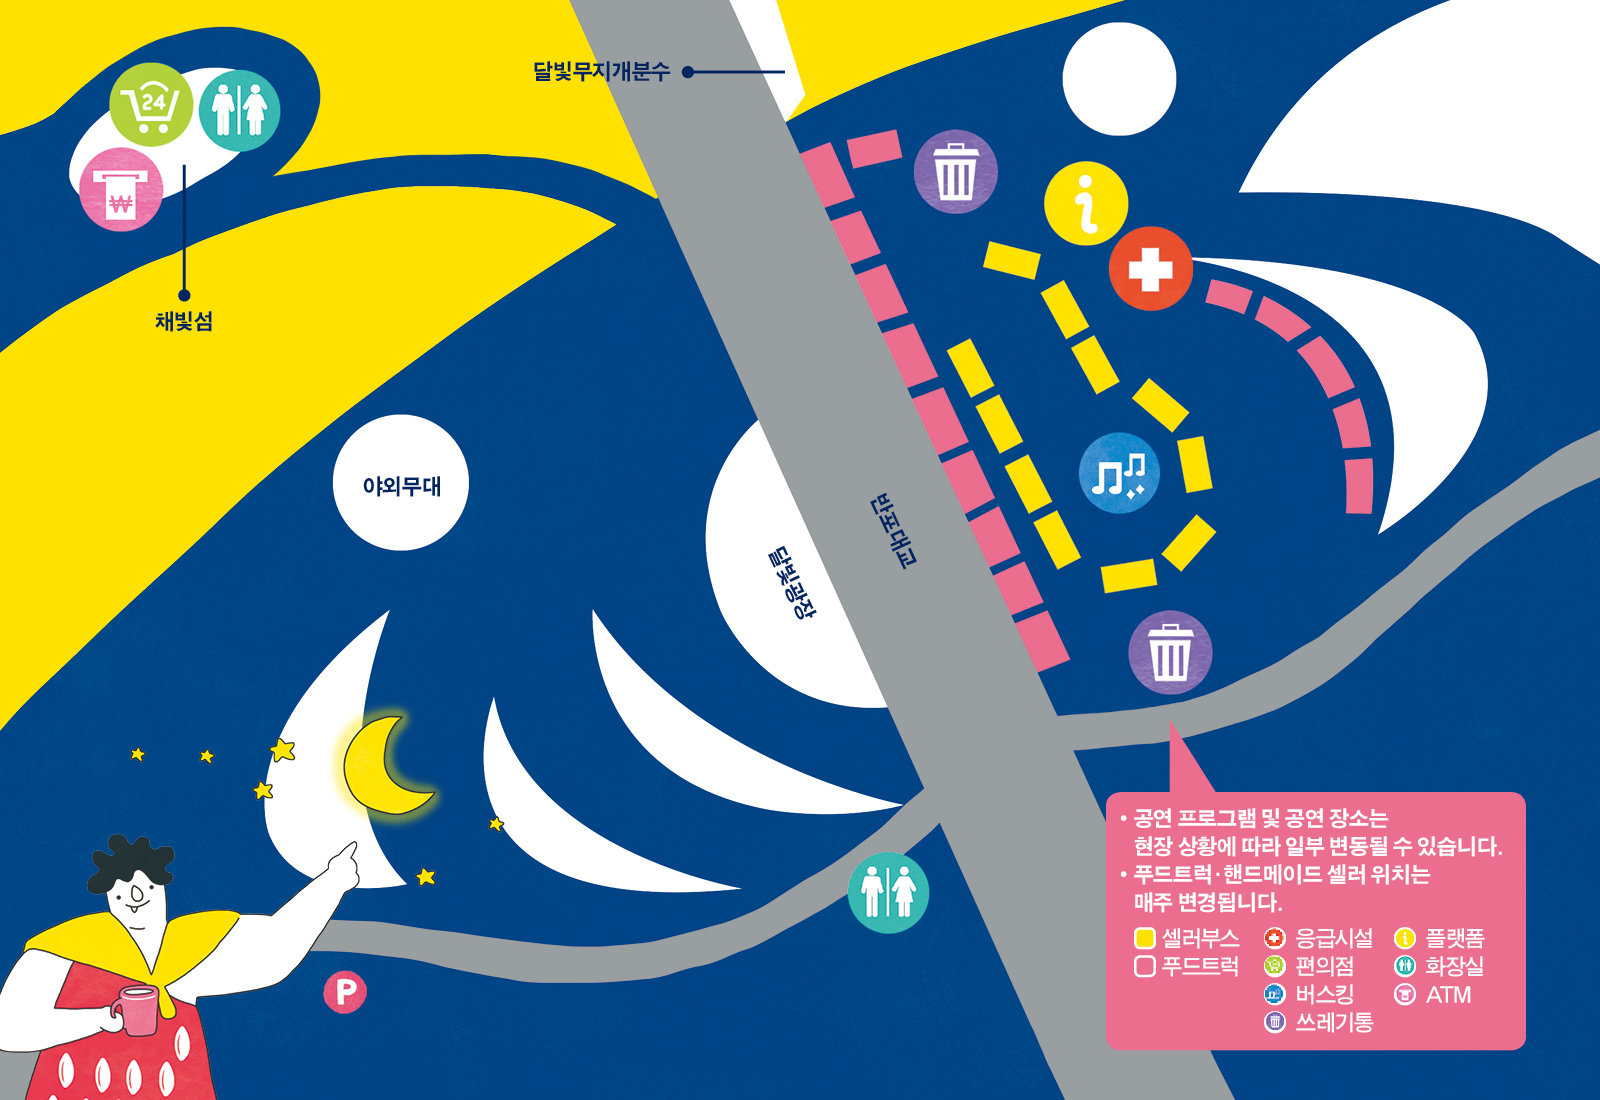 달빛무지개분수
24
₩
i
채빛섬
야외무대
반포대교
달빛광장
P
• 공연 프로그램 및 공연 장소는
현장 상황에 따라 일부 변동될 수 있습니다.
• 푸드트럭·핸드메이드 셀러 위치는
매주 변경됩니다.
셀러부스 응급시설 플랫폼
푸드트럭 편의점 화장실
버스킹 ATM
쓰레기통